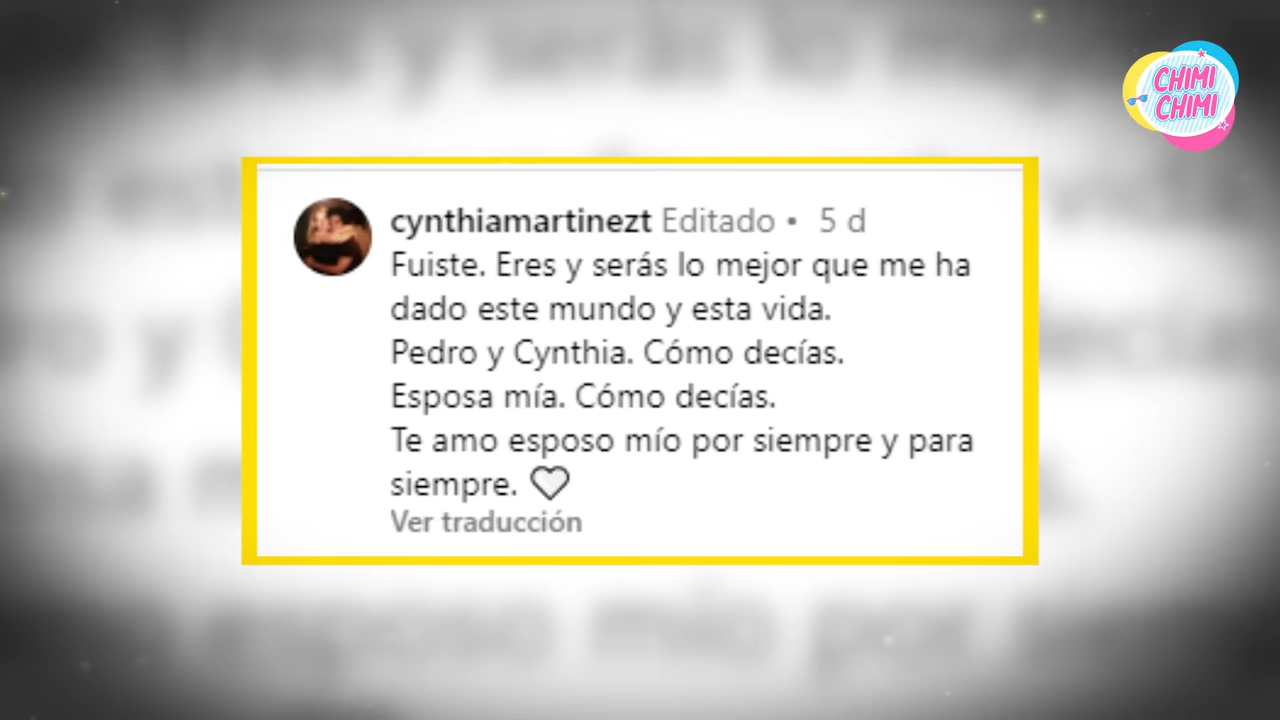 CHIMI
CHIMI
cynthiamartinezt Editado • 5 d
Fuiste. Eres y serás lo mejor que me ha
dado este mundo y esta vida.
Pedro y Cynthia. Cómo decías.
Esposa mía. Cómo decías.
Te amo esposo mío por siempre y para
siempre. 🤍
Ver traducción